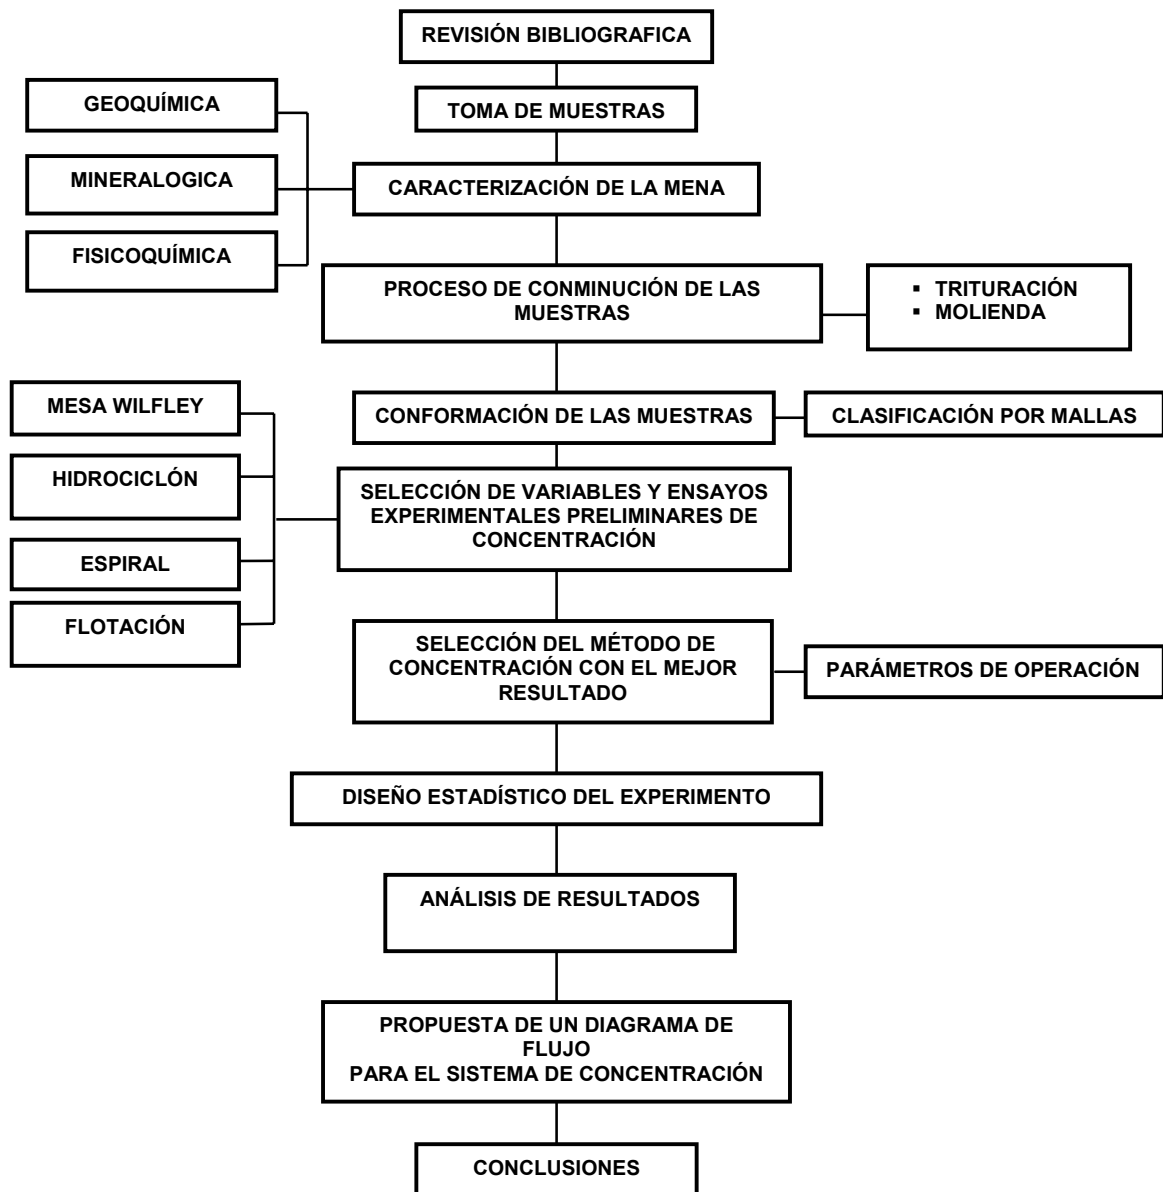 REVISIÓN BIBLIOGRAFICA
TOMA DE MUESTRAS
GEOQUÍMICA
MINERALOGICA
FISICOQUÍMICA
CARACTERIZACIÓN DE LA MENA
PROCESO DE CONMINUCIÓN DE LAS
MUESTRAS
▪ TRITURACIÓN
▪ MOLIENDA
CONFORMACIÓN DE LAS MUESTRAS
CLASIFICACIÓN POR MALLAS
MESA WILFLEY
HIDROCICLÓN
ESPIRAL
FLOTACIÓN
SELECCIÓN DE VARIABLES Y ENSAYOS
EXPERIMENTALES PRELIMINARES DE
CONCENTRACIÓN
SELECCIÓN DEL MÉTODO DE
CONCENTRACIÓN CON EL MEJOR
RESULTADO
PARÁMETROS DE OPERACIÓN
DISEÑO ESTADÍSTICO DEL EXPERIMENTO
ANÁLISIS DE RESULTADOS
PROPUESTA DE UN DIAGRAMA DE
FLUJO
PARA EL SISTEMA DE CONCENTRACIÓN
CONCLUSIONES